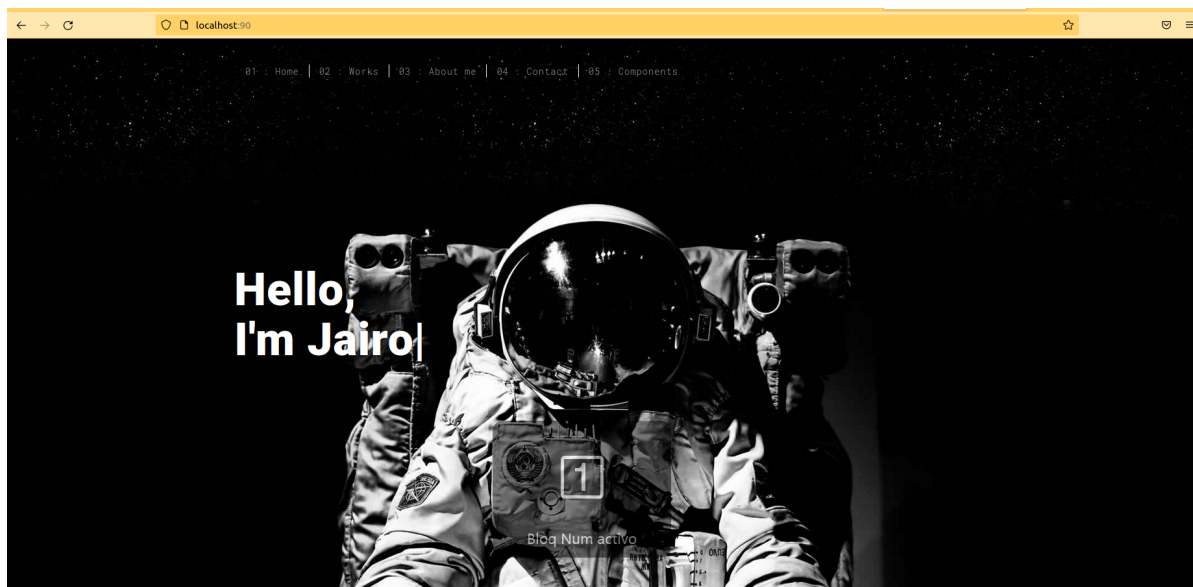 localhost:90
01 : Home | 02 : Works | 03 : About me | 04 : Contact | 05 : Components
Hello,
I'm Jairo|
1
Bloq Num activo